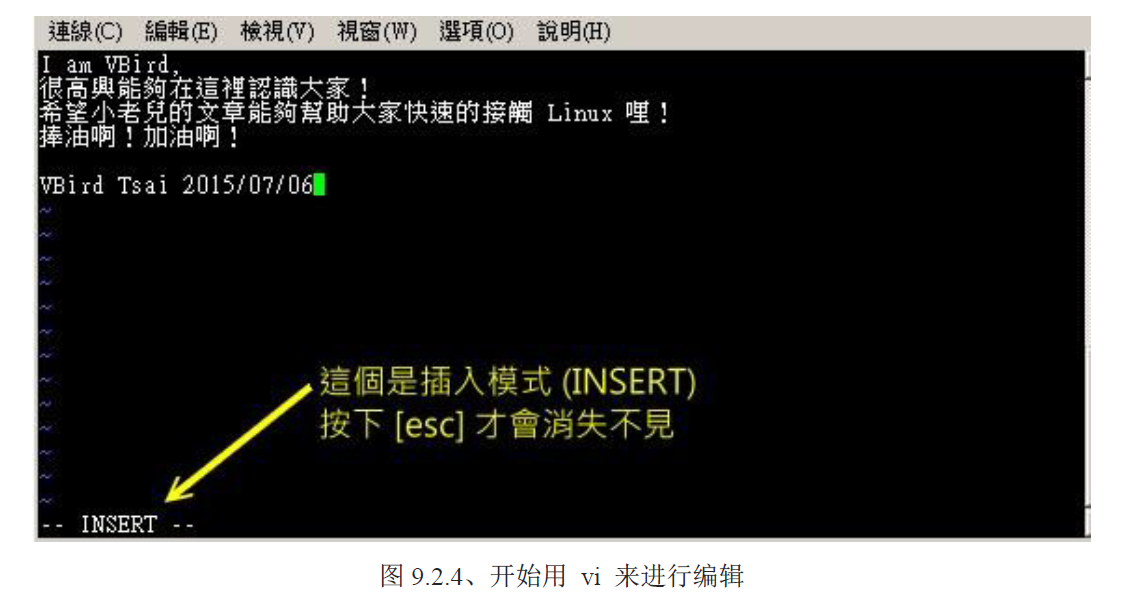 連線(C) 編輯(E) 檢視(V) 視窗(W) 選項(O) 說明(H)
I am VBird,
很高興能夠在這裡認識大家！
希望小老兒的文章能夠幫助大家快速的接觸 Linux 哩！
捧油啊！加油啊！
VBird Tsai 2015/07/06
~
~
~
~
~
~
~
~
~
~
~
~
~
這個是插入模式 (INSERT)
按下 [esc] 才會消失不見
-- INSERT --
图 9.2.4、开始用 vi 来进行编辑